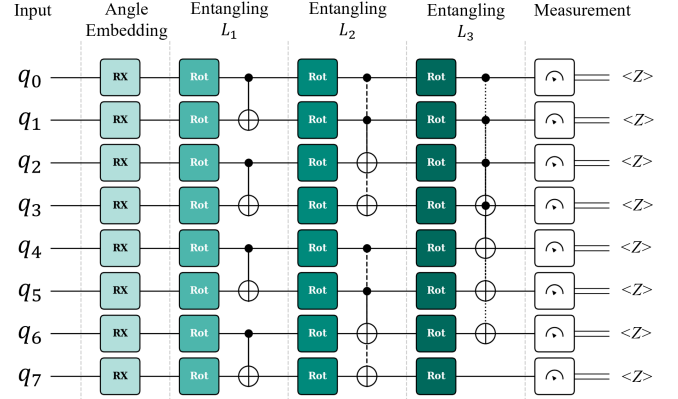 Input Angle Embedding Entangling L₁ Entangling L₂ Entangling L₃ Measurement
q₀ RX Rot Rot Rot <Z>
q₁ RX Rot Rot Rot <Z>
q₂ RX Rot Rot Rot <Z>
q₃ RX Rot Rot Rot <Z>
q₄ RX Rot Rot Rot <Z>
q₅ RX Rot Rot Rot <Z>
q₆ RX Rot Rot Rot <Z>
q₇ RX Rot Rot Rot <Z>